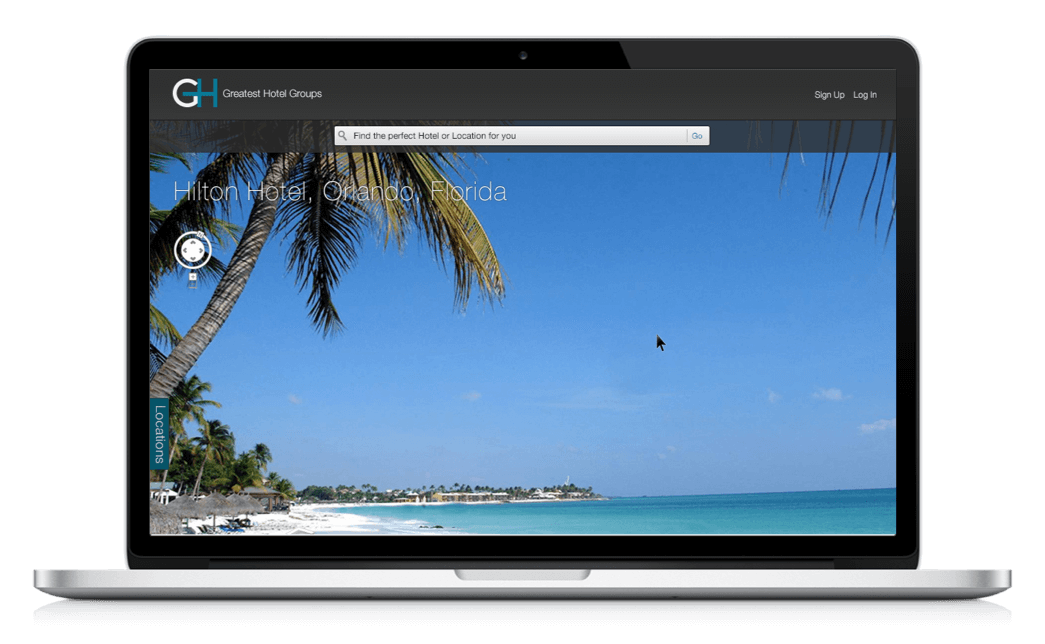 GH Greatest Hotel Groups
Sign Up Log In
Find the perfect Hotel or Location for you
Go
Hilton Hotel, Orlando, Florida
Locations